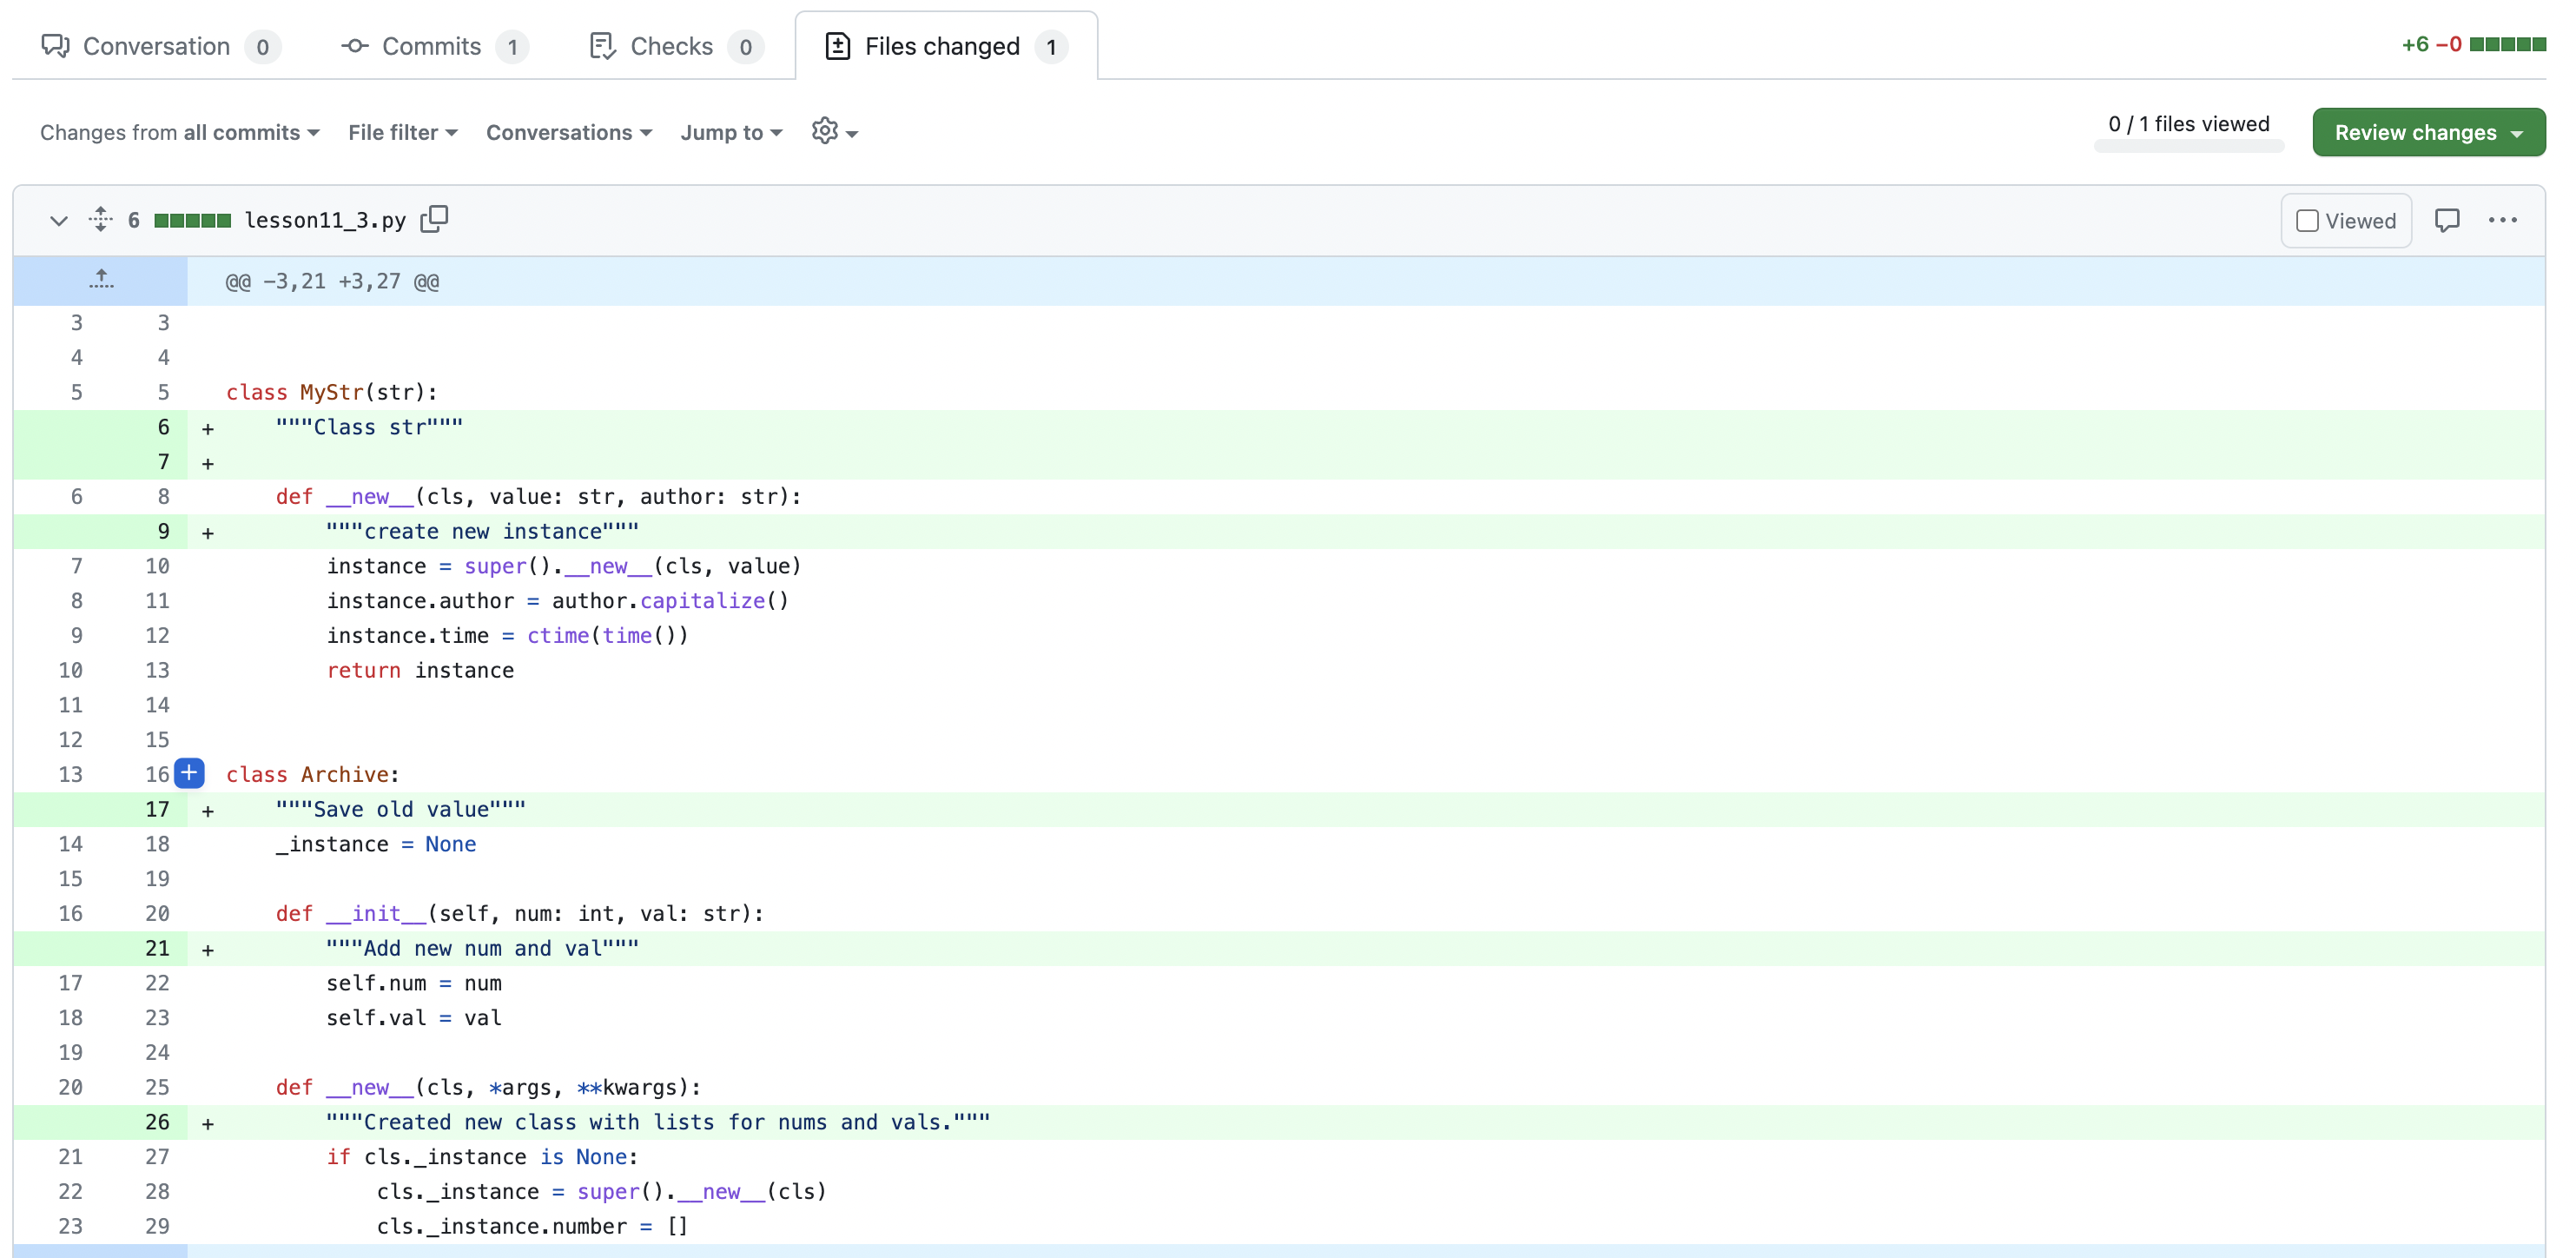 Conversation 0 Commits 1 Checks 0 Files changed 1 +6 −0
Changes from all commits File filter Conversations Jump to 0 / 1 files viewed Review changes
6 lesson11_3.py Viewed
@@ −3,21 +3,27 @@
3 3
4 4
5 5 class MyStr(str):
6 + """Class str"""
7 +
6 8 def __new__(cls, value: str, author: str):
9 + """create new instance"""
7 10 instance = super().__new__(cls, value)
8 11 instance.author = author.capitalize()
9 12 instance.time = ctime(time())
10 13 return instance
11 14
12 15
13 16 class Archive:
17 + """Save old value"""
14 18 _instance = None
15 19
16 20 def __init__(self, num: int, val: str):
21 + """Add new num and val"""
17 22 self.num = num
18 23 self.val = val
19 24
20 25 def __new__(cls, *args, **kwargs):
26 + """Created new class with lists for nums and vals."""
21 27 if cls._instance is None:
22 28 cls._instance = super().__new__(cls)
23 29 cls._instance.number = []